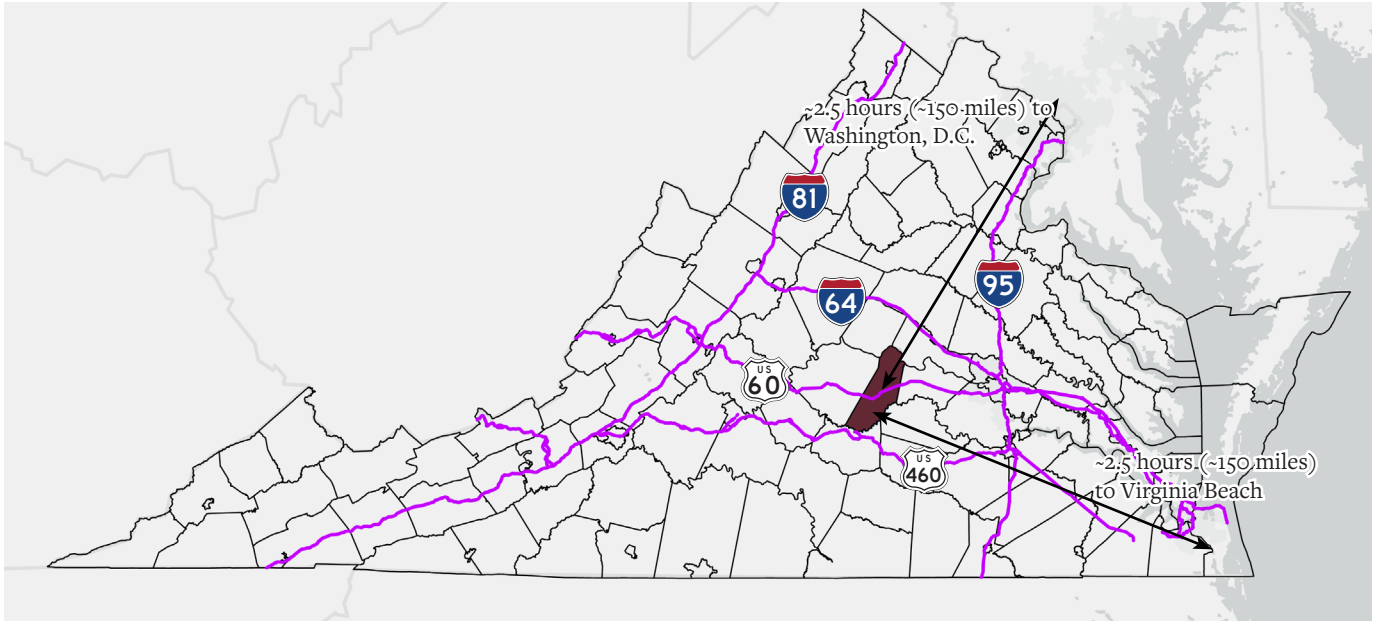 ~2.5 hours (~150 miles) to
Washington, D.C.
81
95
64
US
60
US
460
~2.5 hours (~150 miles)
to Virginia Beach